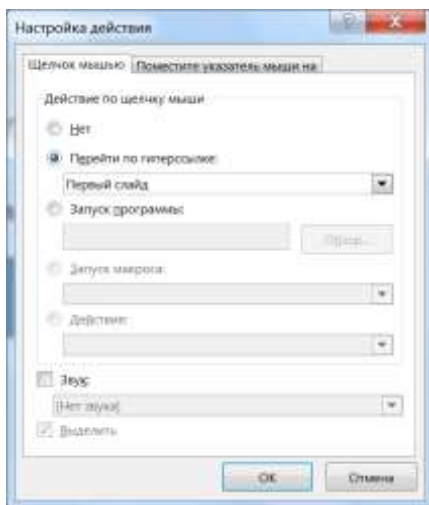 Настройка действия
Щелчок мышью Поместите указатель мыши на
Действие по щелчку мыши
Нет
Перейти по гиперссылке:
Первый слайд
Запуск программы:
Обзор...
Запуск макроса:
Действие:
Звук:
[Нет звука]
Выделить
ОК Отмена